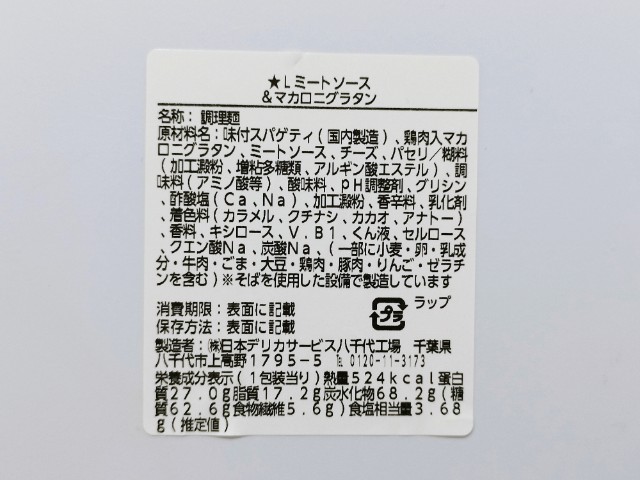 ★Lミートソース
&マカロニグラタン
名称：調理麺
原材料名：味付スパゲティ（国内製造）、鶏肉入マカ
ロニグラタン、ミートソース、チーズ、パセリ／糊料
（加工澱粉、増粘多糖類、アルギン酸エステル）、調
味料（アミノ酸等）、酸味料、pH調整剤、グリシン
、酢酸塩（Ca、Na）、加工澱粉、香辛料、乳化剤
、着色料（カラメル、クチナシ、カカオ、アナトー）
、香料、キシロース、V．B1、くん液、セルロース
、クエン酸Na、炭酸Na、（一部に小麦・卵・乳成
分・牛肉・ごま・大豆・鶏肉・豚肉・りんご・ゼラチ
ンを含む）※そばを使用した設備で製造しています
消費期限：表面に記載
保存方法：表面に記載
プラ
ラップ
製造者：㈱日本デリカサービス八千代工場　千葉県
八千代市上高野1795-5　℡ 0120-11-3173
栄養成分表示（1包装当り）熱量524kcal蛋白
質27.0g脂質17.2g炭水化物68.2g（糖
質62.6g食物繊維5.6g）食塩相当量3.68
g（推定値）